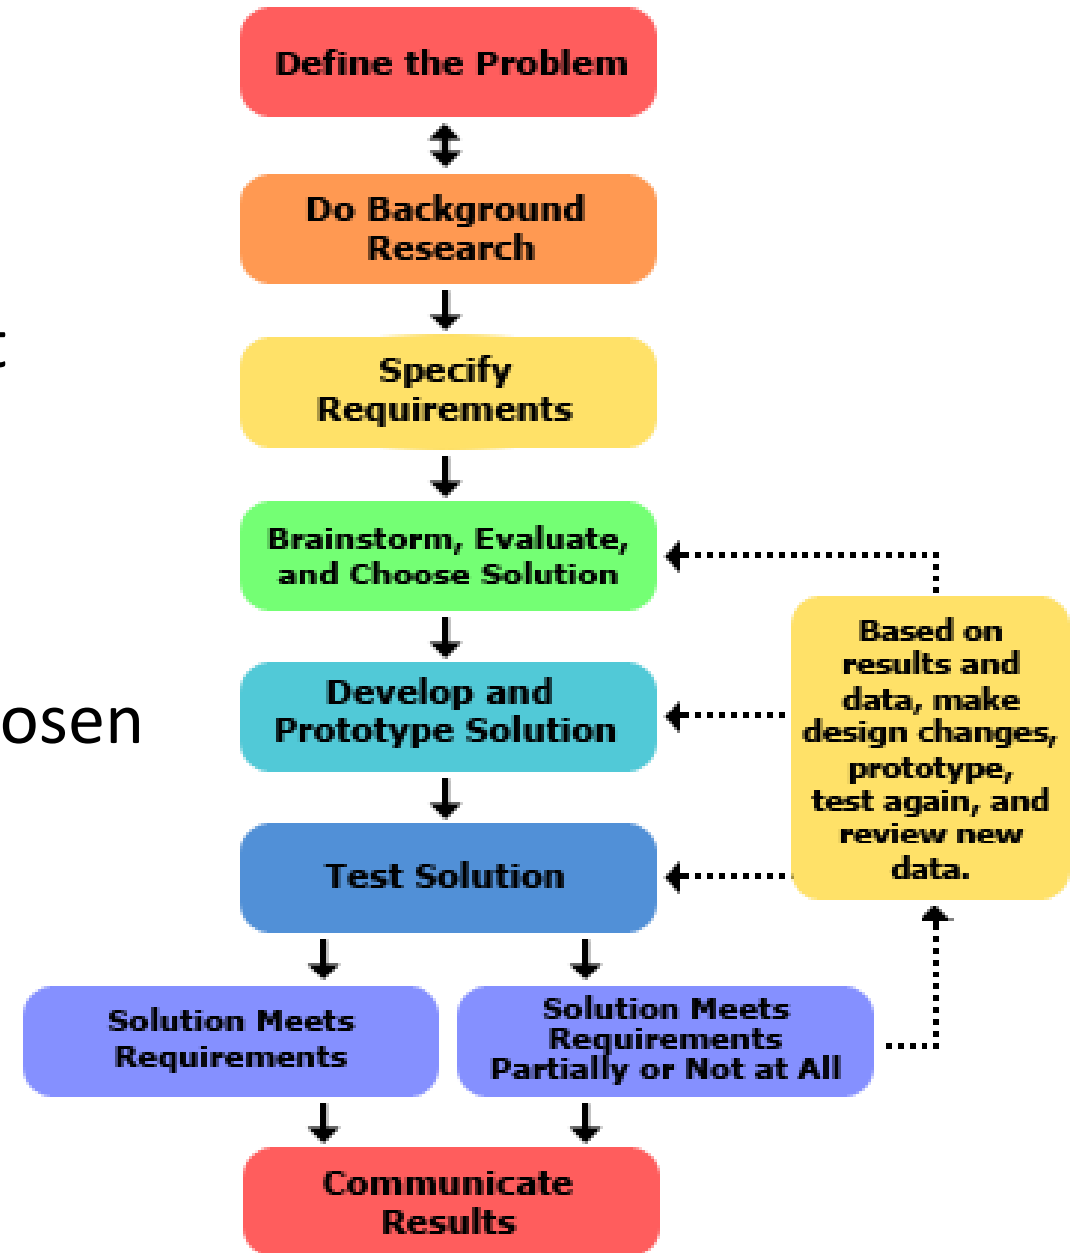 Define the Problem
Do Background
Research
t
Specify
Requirements
Brainstorm, Evaluate,
and Choose Solution
osen
Develop and
Prototype Solution
Based on
results and
data, make
design changes,
prototype,
test again, and
review new
data.
Test Solution
Solution Meets
Requirements
Solution Meets
Requirements
Partially or Not at All
Communicate
Results